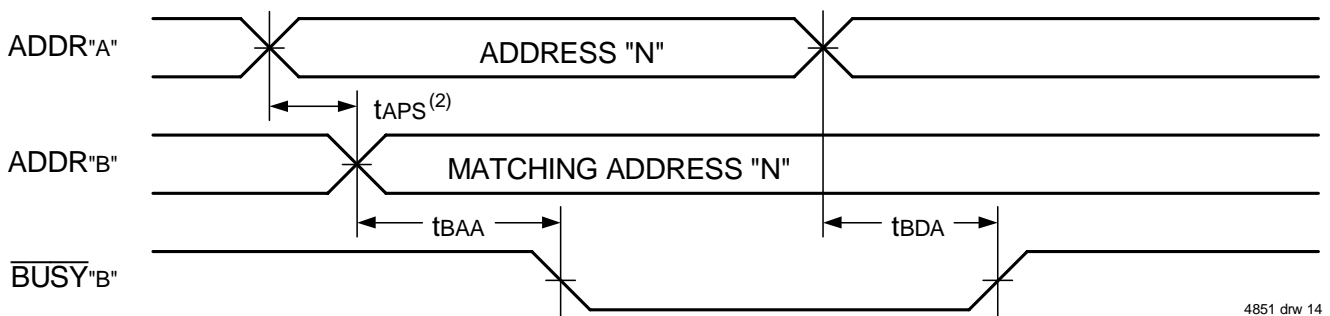 ADDR"A"
ADDRESS "N"
tAPS(2)
ADDR"B"
MATCHING ADDRESS "N"
tBAA
tBDA
BUSY"B"
4851 drw 14